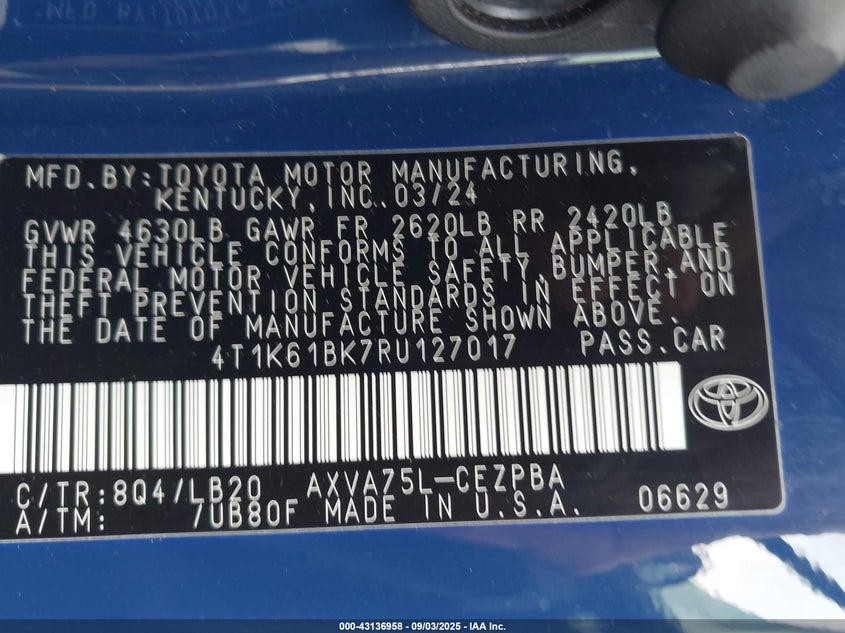 MFD.BY:TOYOTA MOTOR MANUFACTURING,
KENTUCKY,INC.03/24
GVWR 4630LB GAWR FR 2620LB RR 2420LB
THIS VEHICLE CONFORMS TO ALL APPLICABLE
FEDERAL MOTOR VEHICLE SAFETY,BUMPER,AND
THEFT PREVENTION STANDARDS IN EFFECT ON
THE DATE OF MANUFACTURE SHOWN ABOVE.
4T1K61BK7RU127017 PASS.CAR
C/TR:8Q4/LB20 AXVA75L-CEZPBA
A/TM: 7UB80F MADE IN U.S.A. 06629
000-43136958 - 09/03/2025 - IAA Inc.